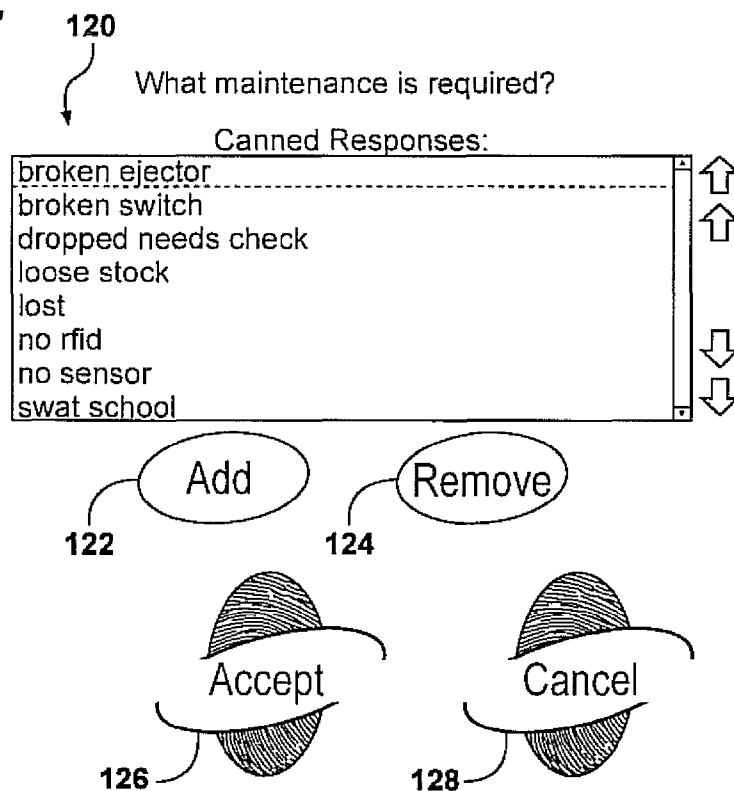 120
What maintenance is required?
Canned Responses:
broken ejector
broken switch
dropped needs check
loose stock
lost
no rfid
no sensor
swat school
Add Remove
122 124
Accept Cancel
126 128